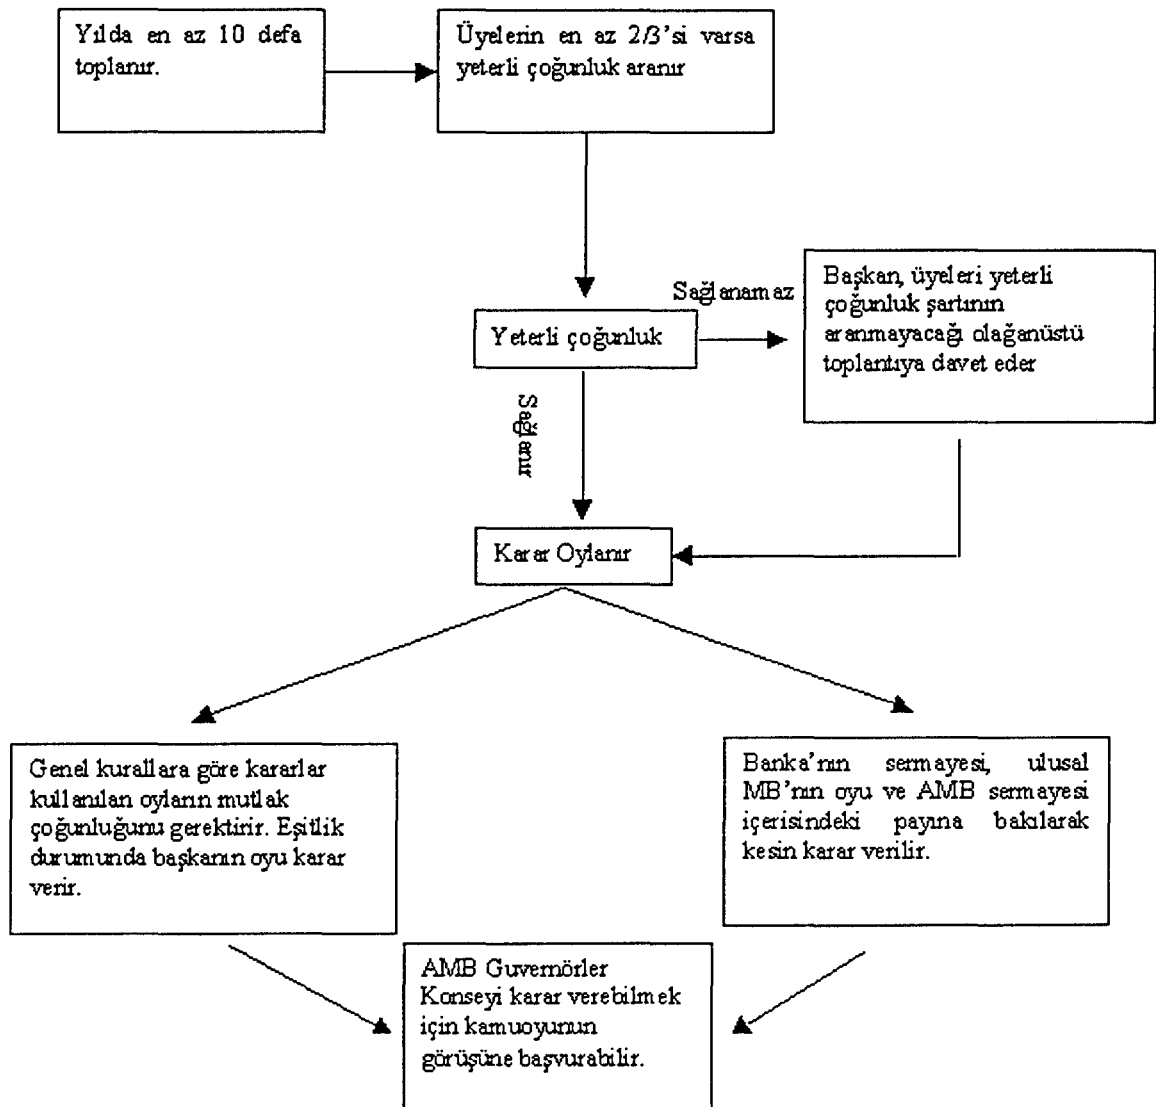 Yılda en az 10 defa
toplanır.
Üyelerin en az 2/3’si varsa
yeterli çoğunluk aranır
Sağlanamaz
Başkan, üyeleri yeterli
çoğunluk şartının
aranmayacağı olağanüstü
toplantıya davet eder
Yeterli çoğunluk
Sağlanır
Karar Oylanır
Genel kurallara göre kararlar
kullanılan oyların mutlak
çoğunluğunu gerektirir. Eşitlik
durumunda başkanın oyu karar
verir.
Banka’nın sermayesi, ulusal
MB’nın oyu ve AMB sermayesi
içerisindeki payına bakılarak
kesin karar verilir.
AMB Guvernörler
Konseyi karar verebilmek
için kamuoyunun
görüşüne başvurabilir.